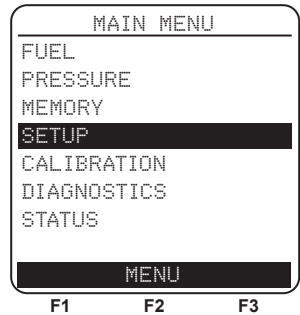 MAIN MENU
FUEL
PRESSURE
MEMORY
SETUP
CALIBRATION
DIAGNOSTICS
STATUS
MENU
F1 F2 F3